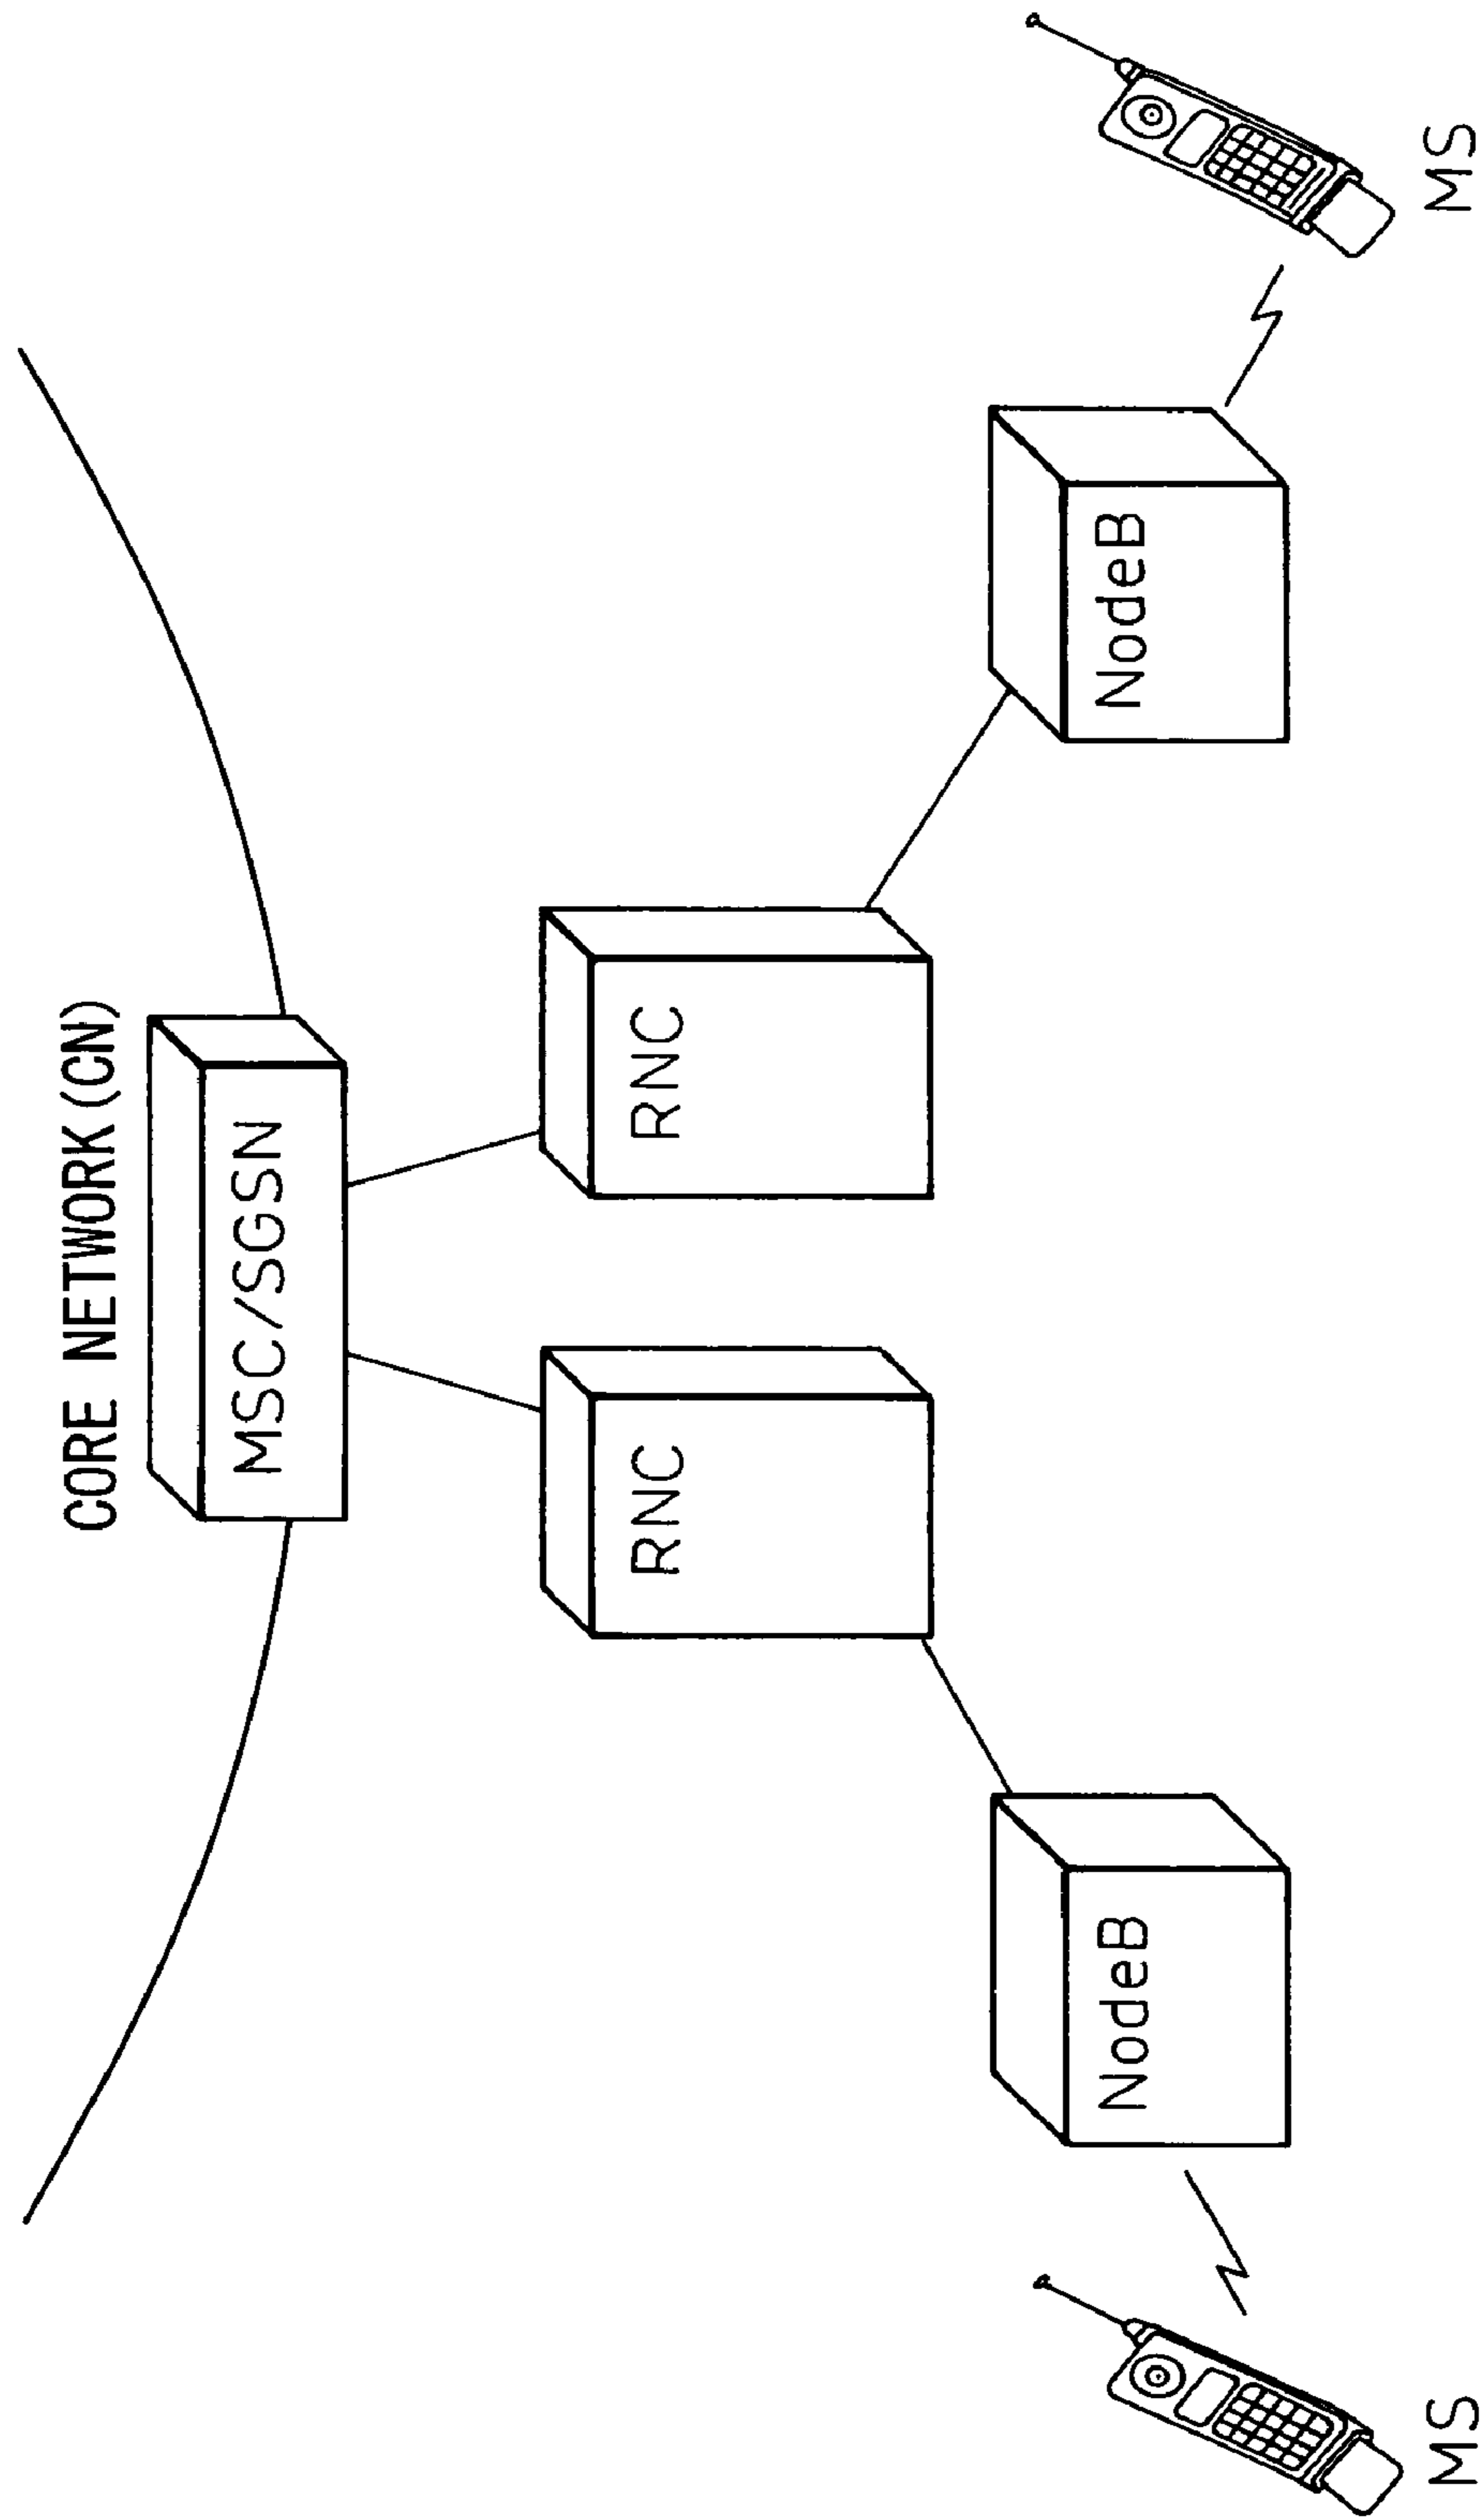 CORE NETWORK(CN)
MSC/SGSN
RNC
RNC
NodeB
NodeB
MS
MS